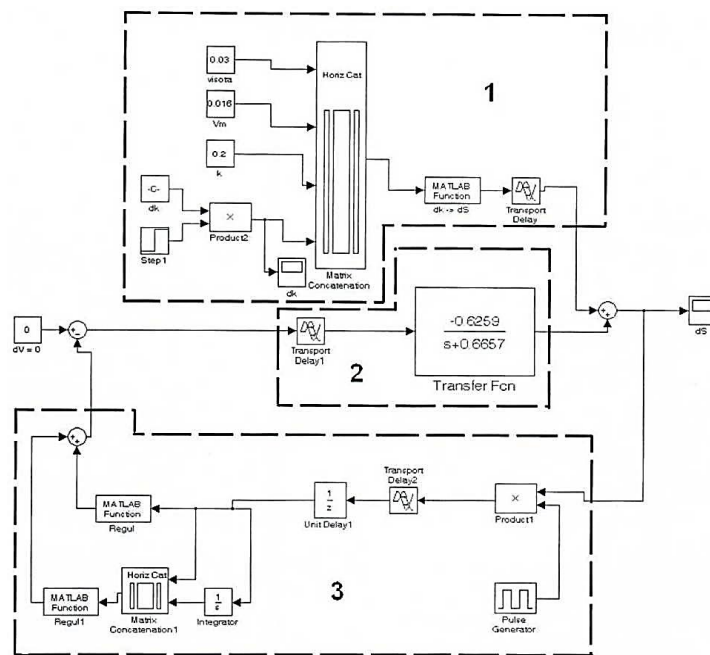 0.03
visota
Horiz Cat
1
0.016
Vm
0.2
k
-C-
dk
×
Product2
Step1
dk
Matrix
Concatenation
MATLAB
Function
dk -> dS
Transport
Delay
0
dV = 0
Transport
Delay1
2
-0.6259
s+0.6657
Transfer Fcn
dS
MATLAB
Function
Regul
1
z
Unit Delay1
Transport
Delay2
×
Product1
MATLAB
Function
Regul1
Horiz Cat
Matrix
Concatenation1
1
s
Integrator
3
Pulse
Generator